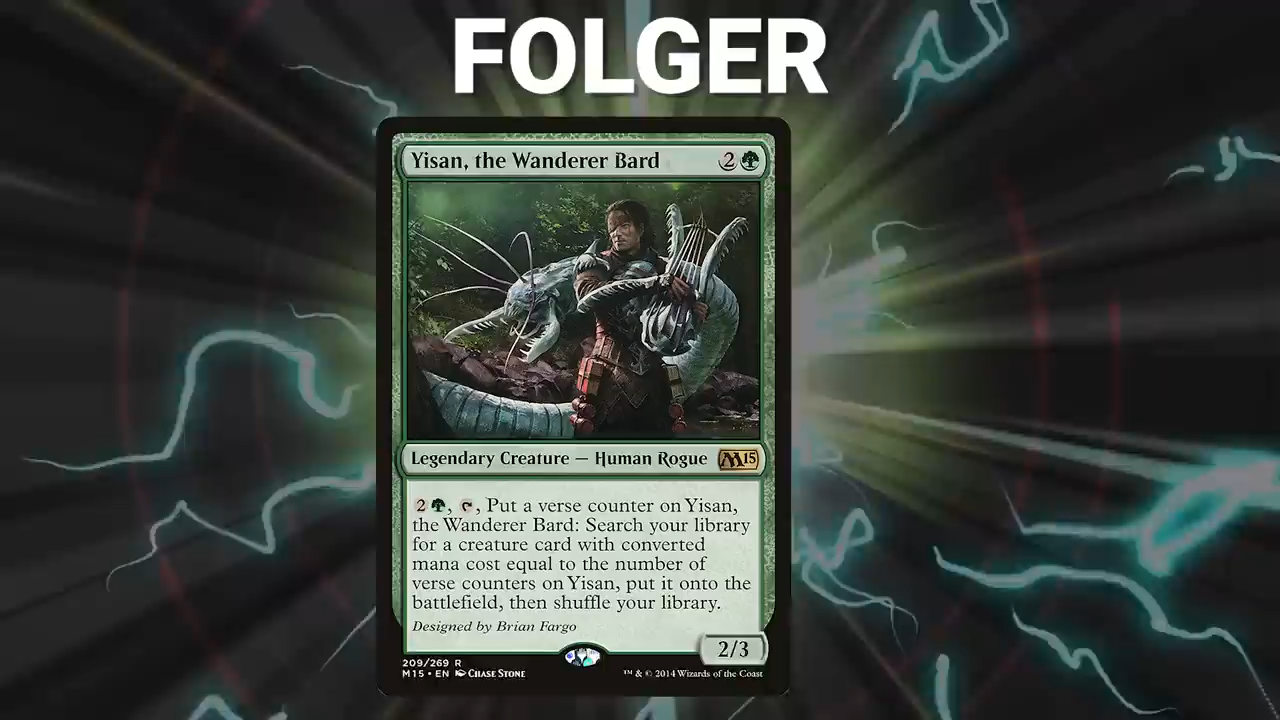 FOLGER
Yisan, the Wanderer Bard 2
Legendary Creature — Human Rogue M15
2 , , Put a verse counter on Yisan,
the Wanderer Bard: Search your library
for a creature card with converted
mana cost equal to the number of
verse counters on Yisan, put it onto the
battlefield, then shuffle your library.
Designed by Brian Fargo
2/3
209/269 R
M15 • EN CHASE STONE
™ & © 2014 Wizards of the Coast